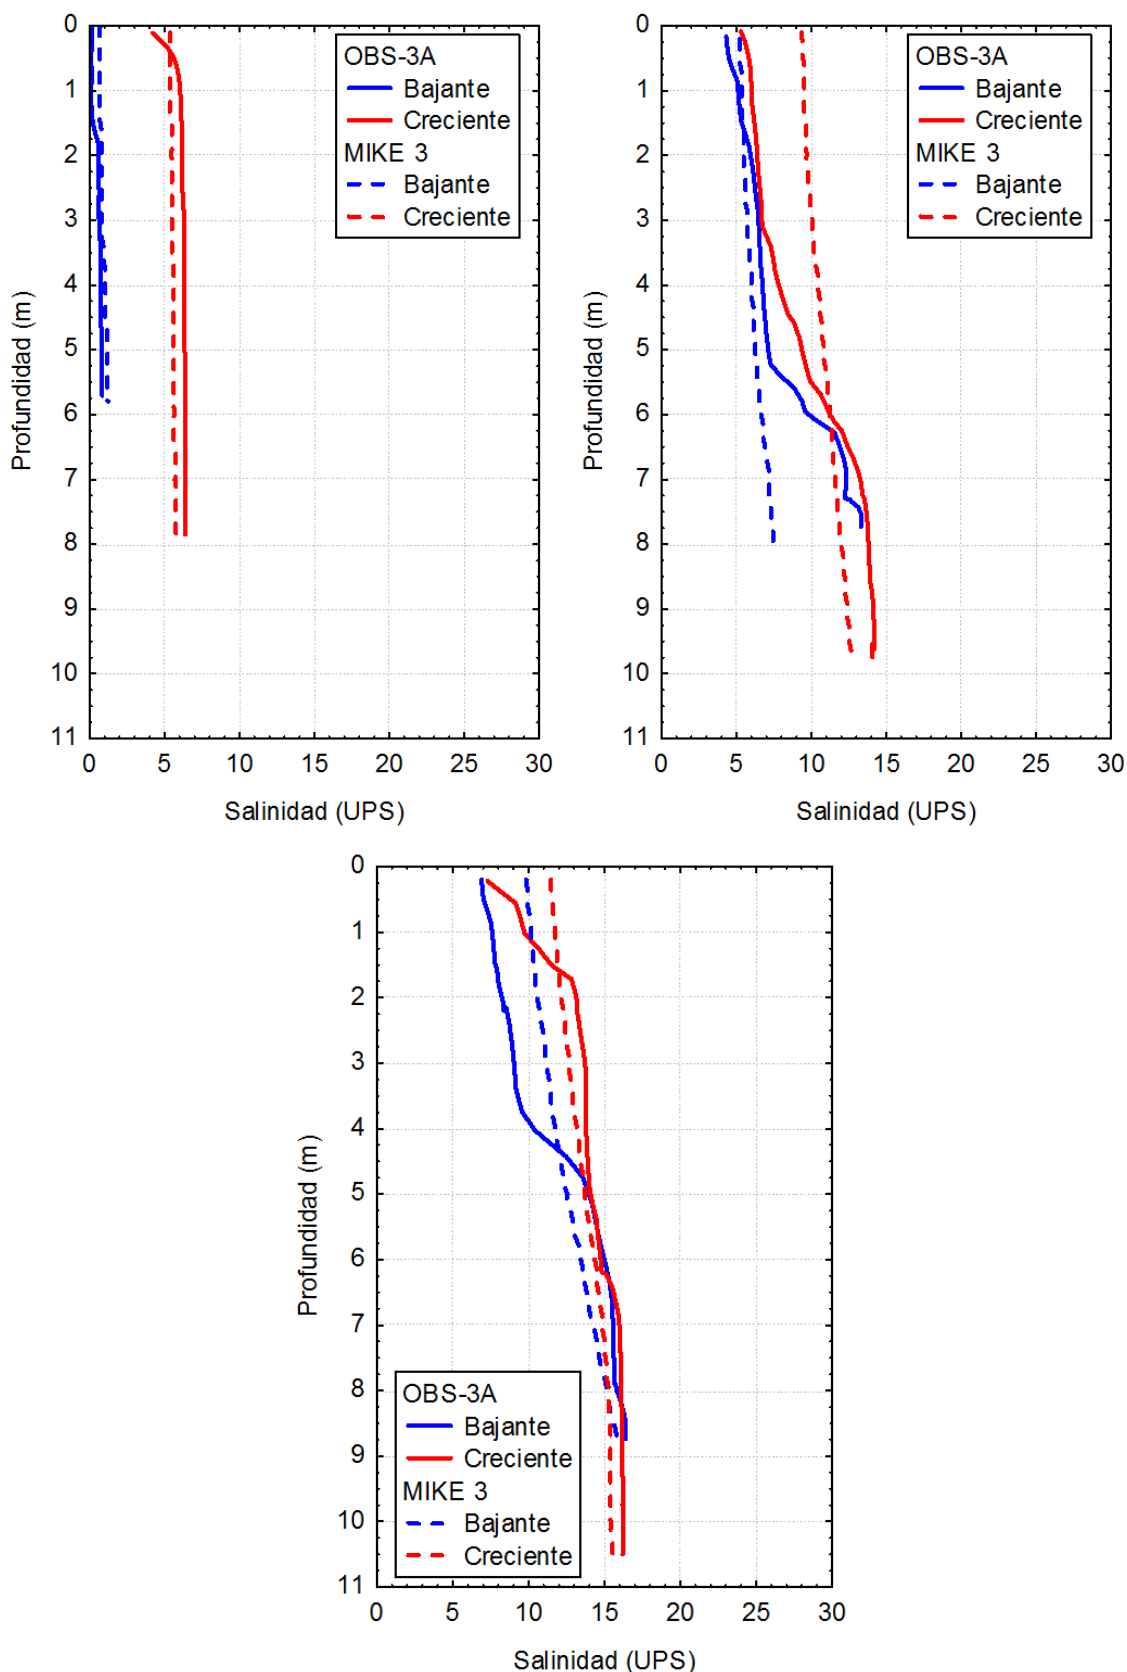 0
1
2
3
4
5
6
7
8
9
10
11
Profundidad (m)
0 5 10 15 20 25 30
Salinidad (UPS)
OBS-3A
Bajante
Creciente
MIKE 3
Bajante
Creciente
0
1
2
3
4
5
6
7
8
9
10
11
Profundidad (m)
0 5 10 15 20 25 30
Salinidad (UPS)
OBS-3A
Bajante
Creciente
MIKE 3
Bajante
Creciente
0
1
2
3
4
5
6
7
8
9
10
11
Profundidad (m)
0 5 10 15 20 25 30
Salinidad (UPS)
OBS-3A
Bajante
Creciente
MIKE 3
Bajante
Creciente